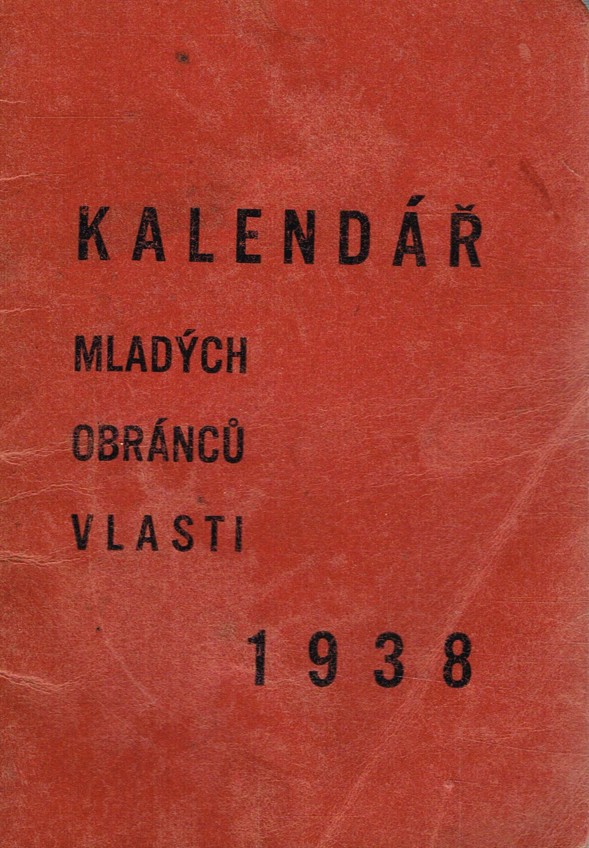 KALENDÁŘ
MLADÝCH
OBRÁNCŮ
VLASTI
1938